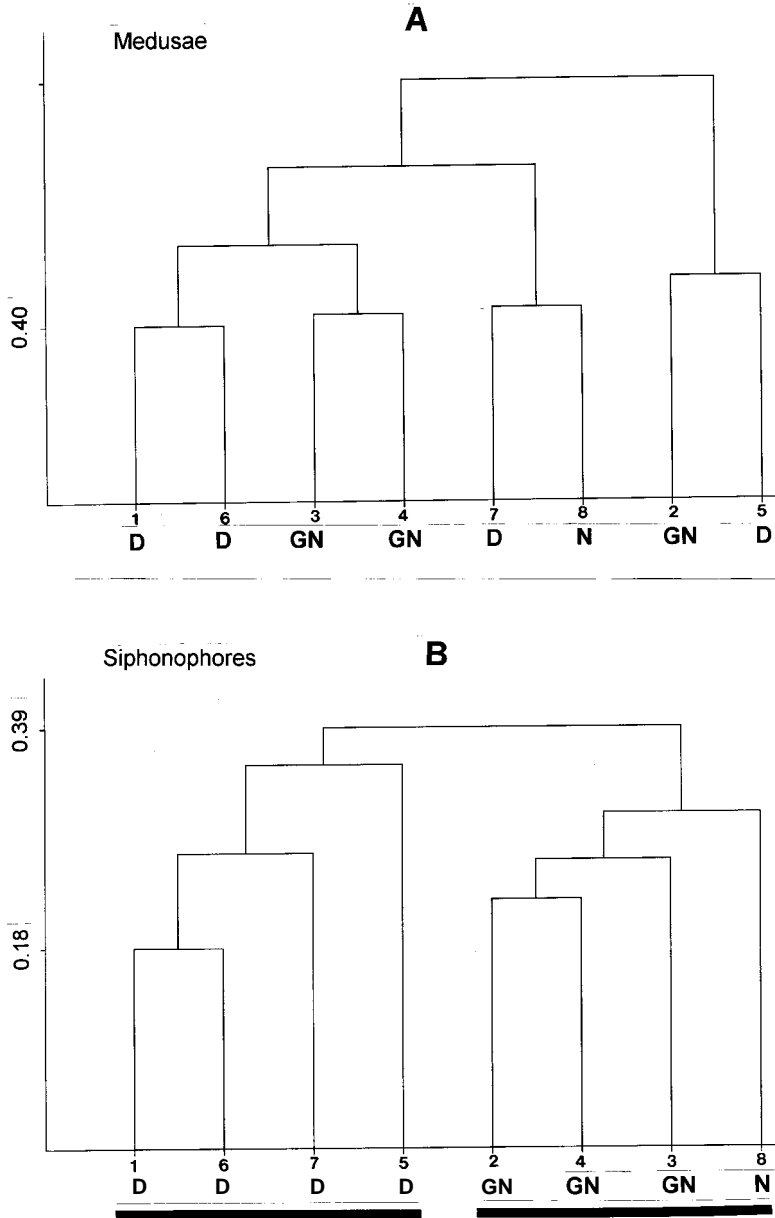 A
Medusae
0.40
1 6 3 4 7 8 2 5
D D GN GN D N GN D
B
Siphonophores
0.39
0.18
1 6 7 5 2 4 3 8
D D D D GN GN GN N